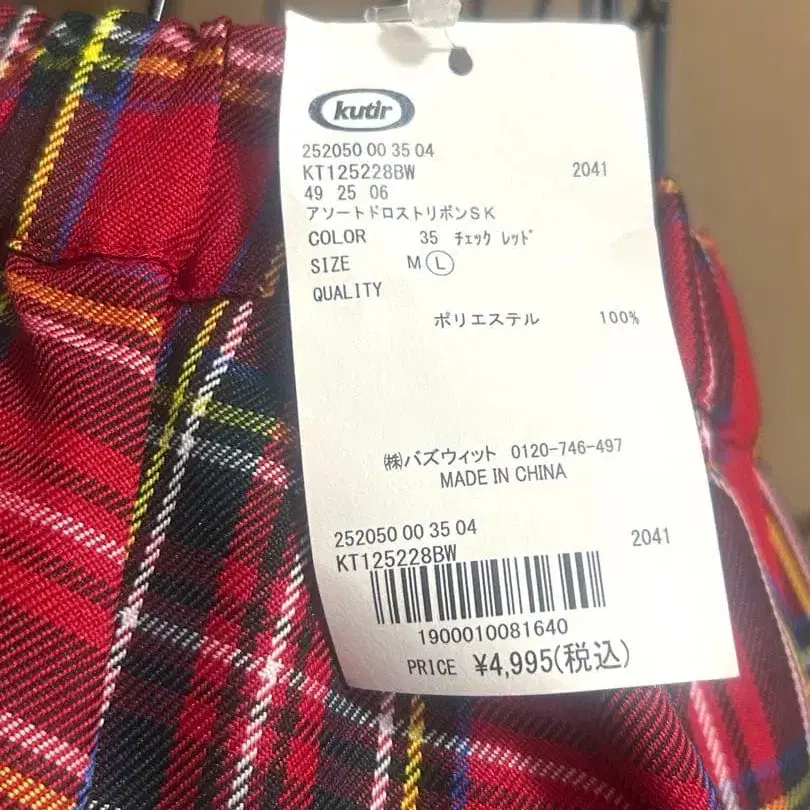 kutir
252050 00 35 04
KT125228BW 2041
49 25 06
アソートドロストリボンSK
COLOR 35 ﾁｪｯｸ ﾚｯﾄﾞ
SIZE M Ⓛ
QUALITY
ポリエステル 100%
㈱バズウィット 0120-746-497
MADE IN CHINA
252050 00 35 04
KT125228BW 2041
1900010081640
PRICE ¥4,995(税込)